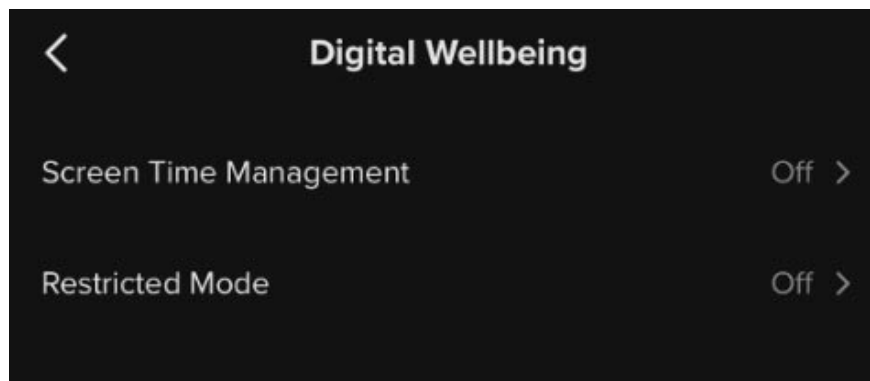 Digital Wellbeing
Screen Time Management Off
Restricted Mode Off